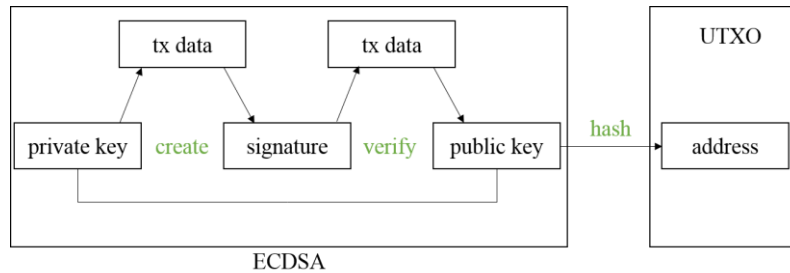 tx data
tx data
UTXO
private key
create
signature
verify
public key
hash
address
ECDSA